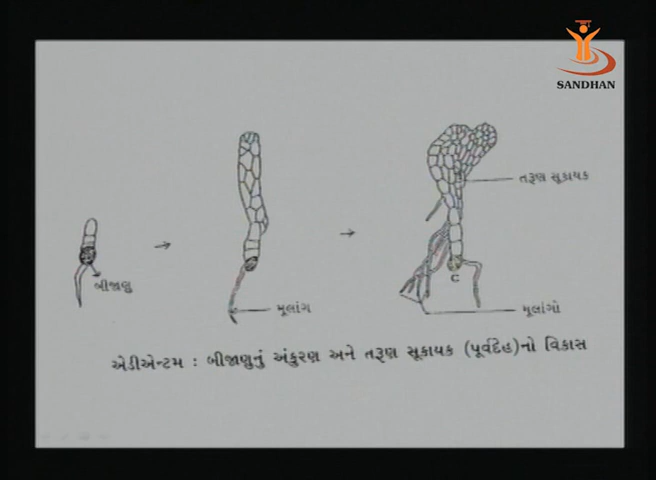 SANDHAN
તરૂણ સૂકાયક
બીજાણુ
મૂલાંગ
મૂલાંગો
C
એડીએન્ટમ : બીજાણુનું અંકુરણ અને તરૂણ સૂકાયક (પૂર્વદેહ)નો વિકાસ